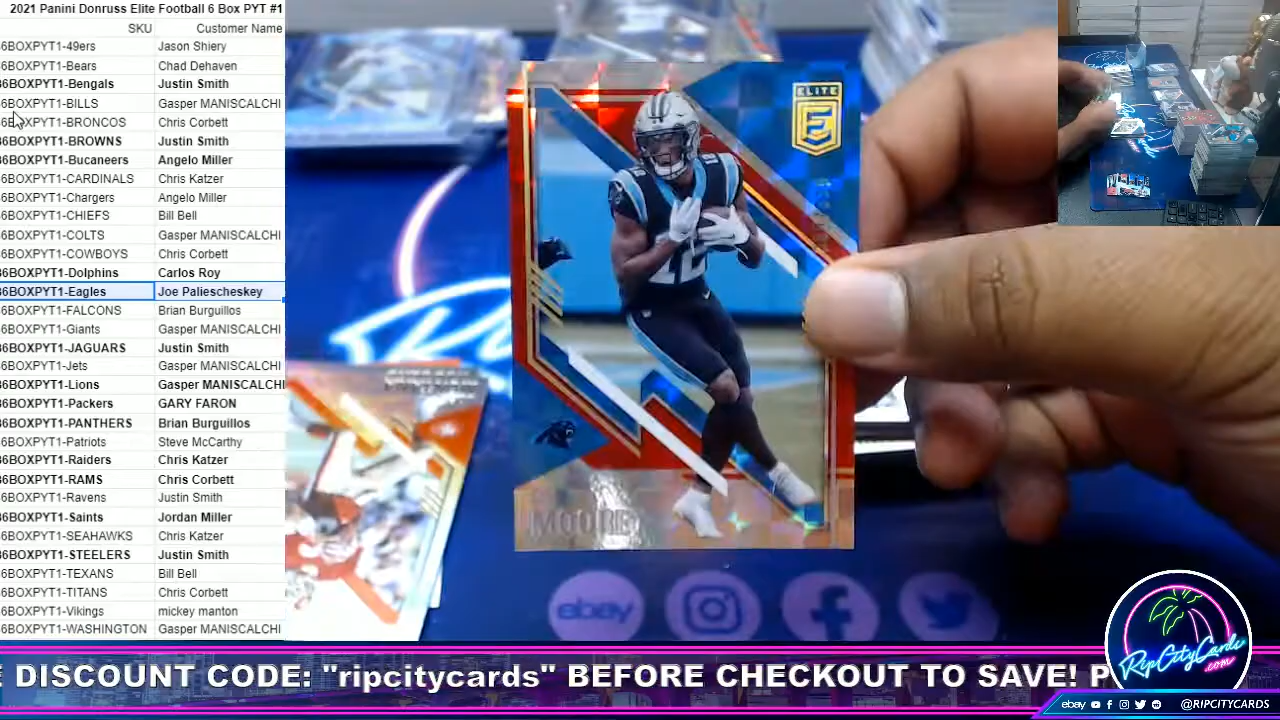 2021 Panini Donruss Elite Football 6 Box PYT #1
SKU Customer Name
6BOXPYT1-49ers Jason Shiery
6BOXPYT1-Bears Chad Dehaven
6BOXPYT1-Bengals Justin Smith
6BOXPYT1-BILLS Gasper MANISCALCHI
6BOXPYT1-BRONCOS Chris Corbett
6BOXPYT1-BROWNS Justin Smith
6BOXPYT1-Bucaneers Angelo Miller
6BOXPYT1-CARDINALS Chris Katzer
6BOXPYT1-Chargers Angelo Miller
6BOXPYT1-CHIEFS Bill Bell
6BOXPYT1-COLTS Gasper MANISCALCHI
6BOXPYT1-COWBOYS Chris Corbett
6BOXPYT1-Dolphins Carlos Roy
6BOXPYT1-Eagles Joe Paliescheskey
6BOXPYT1-FALCONS Brian Burguillos
6BOXPYT1-Giants Gasper MANISCALCHI
6BOXPYT1-JAGUARS Justin Smith
6BOXPYT1-Jets Gasper MANISCALCHI
6BOXPYT1-Lions Gasper MANISCALCHI
6BOXPYT1-Packers GARY FARON
6BOXPYT1-PANTHERS Brian Burguillos
6BOXPYT1-Patriots Steve McCarthy
6BOXPYT1-Raiders Chris Katzer
6BOXPYT1-RAMS Chris Corbett
6BOXPYT1-Ravens Justin Smith
6BOXPYT1-Saints Jordan Miller
6BOXPYT1-SEAHAWKS Chris Katzer
6BOXPYT1-STEELERS Justin Smith
6BOXPYT1-TEXANS Bill Bell
6BOXPYT1-TITANS Chris Corbett
6BOXPYT1-Vikings mickey manton
6BOXPYT1-WASHINGTON Gasper MANISCALCHI
ELITE
E
12
MOORE
ebay
RipCityCards
.com
E DISCOUNT CODE: "ripcitycards" BEFORE CHECKOUT TO SAVE! P
ebay @RIPCITYCARDS